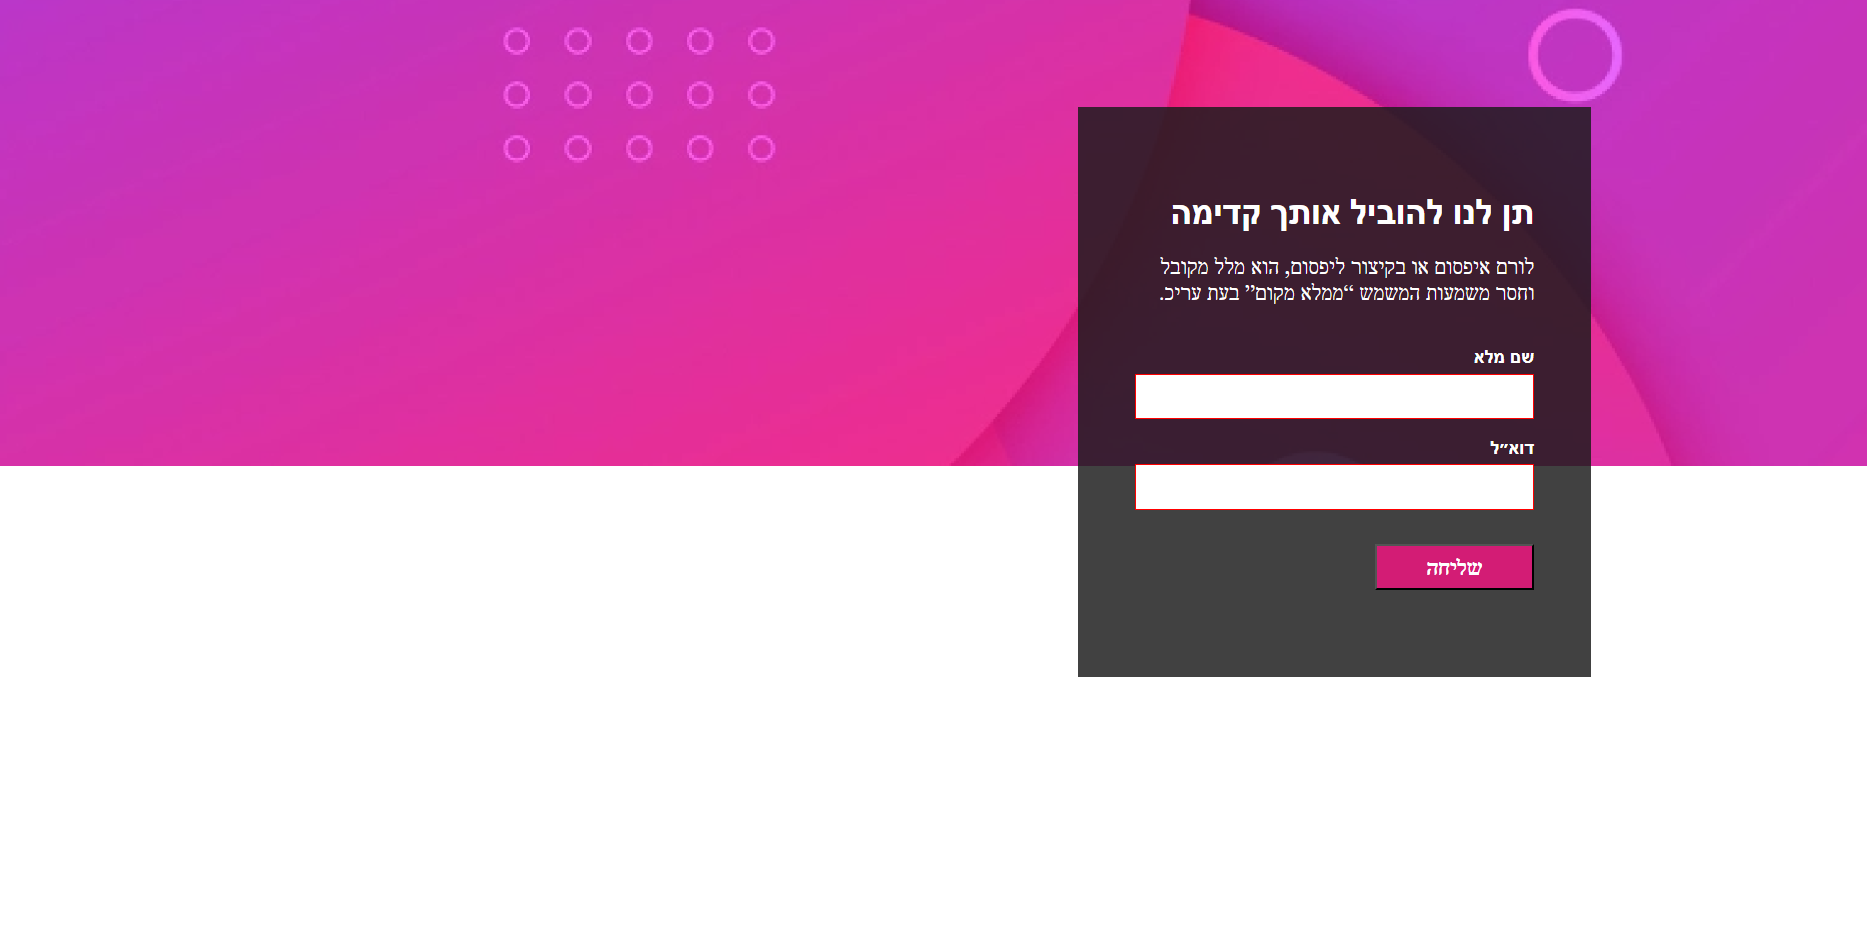 תן לנו להוביל אותך קדימה
לורם איפסום או בקיצור ליפסום, הוא מלל מקובל
וחסר משמעות המשמש “ממלא מקום” בעת עריכ.
שם מלא
דוא״ל
שליחה